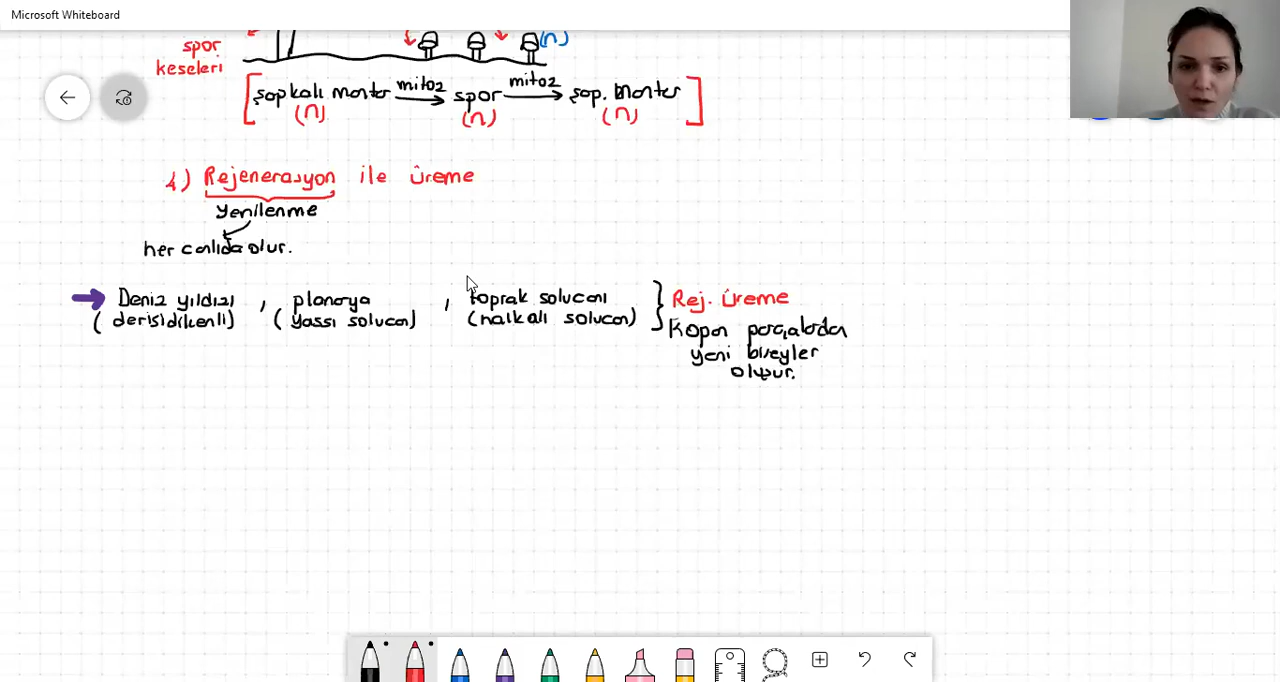 Microsoft Whiteboard
spor
keseleri
(n)
şapkalı mantar mitoz spor mitoz şap. mantar
(n) (n) (n)
4) Rejenerasyon ile üreme
yenilenme
her canlıda olur.
Deniz yıldızı , planarya , toprak solucanı } Rej. üreme
(derisidikenli) (yassı solucan) (halkalı solucan)
Kopan parçalardan
yeni bireyler
oluşur.